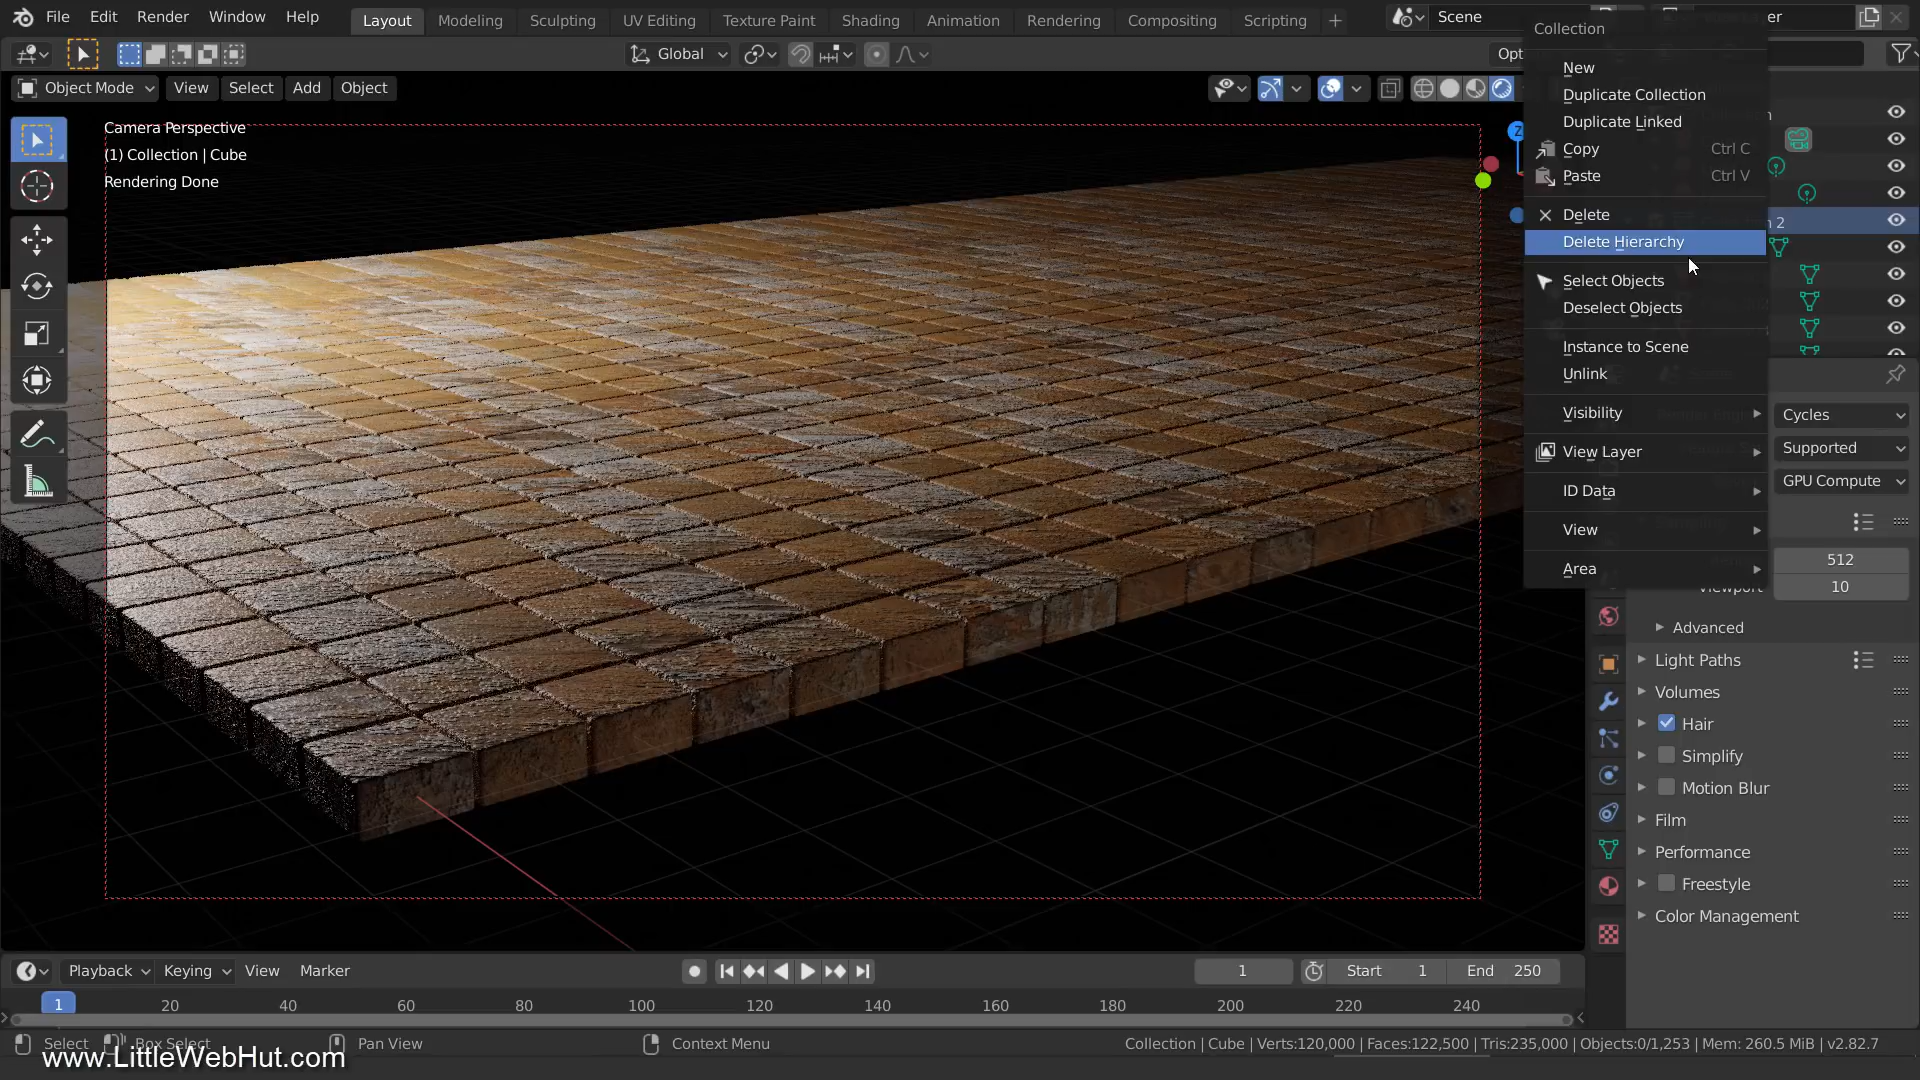 File Edit Render Window Help
Layout Modeling Sculpting UV Editing Texture Paint Shading Animation Rendering Compositing Scripting +
Scene
Global
Object Mode View Select Add Object
Camera Perspective
(1) Collection | Cube
Rendering Done
Z
Collection
New
Duplicate Collection
Duplicate Linked
Copy Ctrl C
Paste Ctrl V
Delete
Delete Hierarchy
Select Objects
Deselect Objects
Instance to Scene
Unlink
Visibility
View Layer
ID Data
View
Area
2
Cycles
Supported
GPU Compute
512
Viewport 10
Advanced
Light Paths
Volumes
Hair
Simplify
Motion Blur
Film
Performance
Freestyle
Color Management
Playback Keying View Marker
1 Start 1 End 250
1 20 40 60 80 100 120 140 160 180 200 220 240
Select Box Select Pan View Context Menu
Collection | Cube | Verts:120,000 | Faces:122,500 | Tris:235,000 | Objects:0/1,253 | Mem: 260.5 MiB | v2.82.7
www.LittleWebHut.com